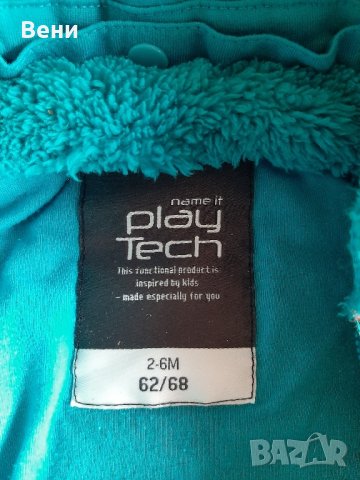 Вени
name it
play
Tech
This functional product is
inspired by kids
- made especially for you
2-6M
62/68
BAZAR